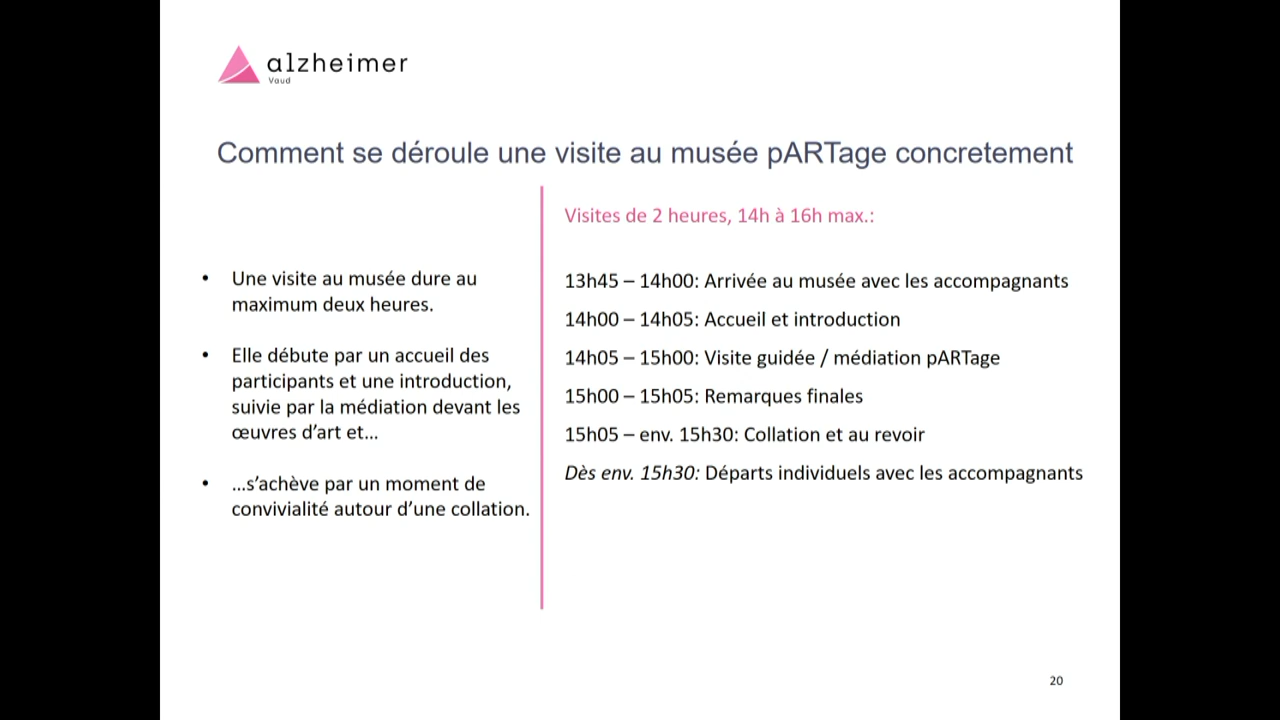 alzheimer
Vaud
Comment se déroule une visite au musée pARTage concretement
• Une visite au musée dure au
maximum deux heures.
• Elle débute par un accueil des
participants et une introduction,
suivie par la médiation devant les
œuvres d’art et…
• …s’achève par un moment de
convivialité autour d’une collation.
Visites de 2 heures, 14h à 16h max.:
13h45 – 14h00: Arrivée au musée avec les accompagnants
14h00 – 14h05: Accueil et introduction
14h05 – 15h00: Visite guidée / médiation pARTage
15h00 – 15h05: Remarques finales
15h05 – env. 15h30: Collation et au revoir
Dès env. 15h30: Départs individuels avec les accompagnants
20